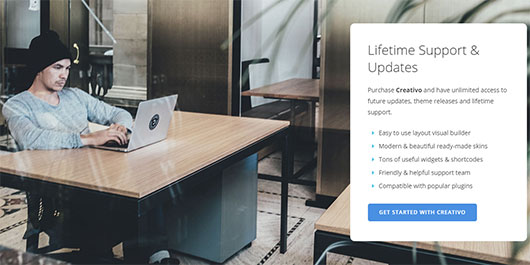 Lifetime Support &
Updates
Purchase Creativo and have unlimited access to
future updates, theme releases and lifetime
support.
Easy to use layout visual builder
Modern & beautiful ready-made skins
Tons of useful widgets & shortcodes
Friendly & helpful support team
Compatible with popular plugins
GET STARTED WITH CREATIVO